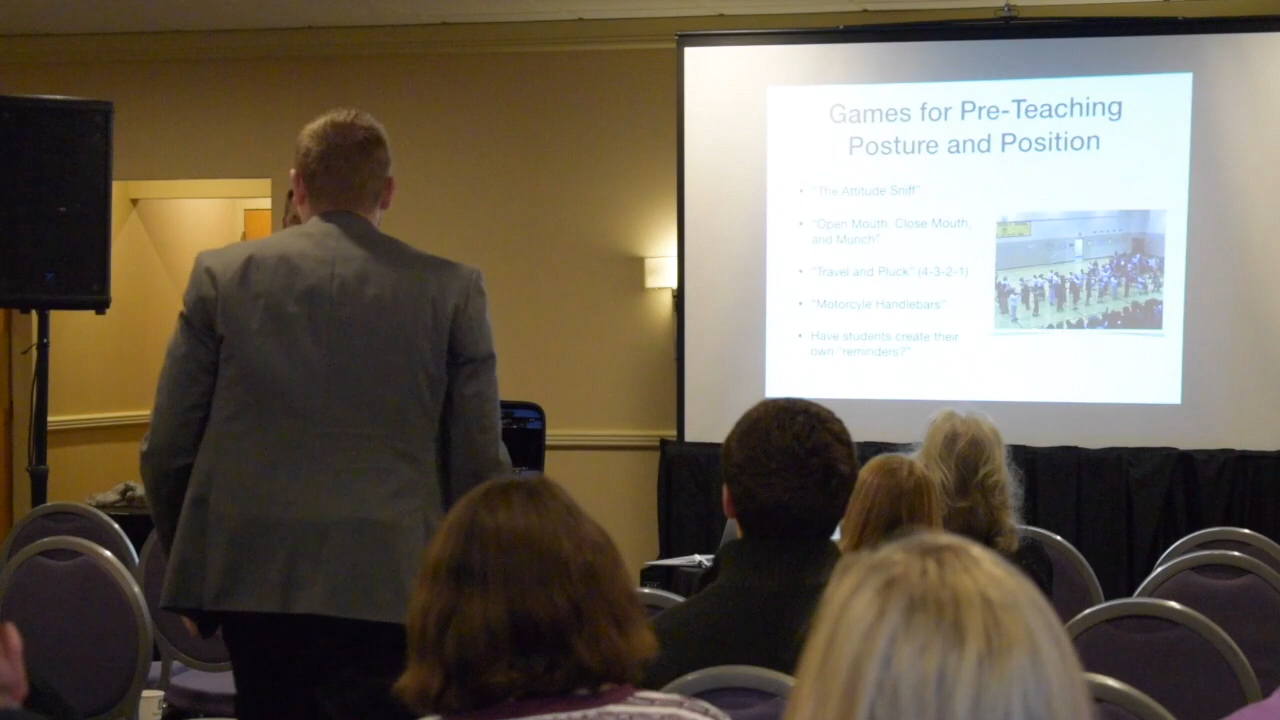 Games for Pre-Teaching
Posture and Position
• "The Attitude Sniff"
• "Open Mouth, Close Mouth,
and Munch"
• "Travel and Pluck" (4-3-2-1)
• "Motorcyle Handlebars"
• Have students create their
own "reminders?"